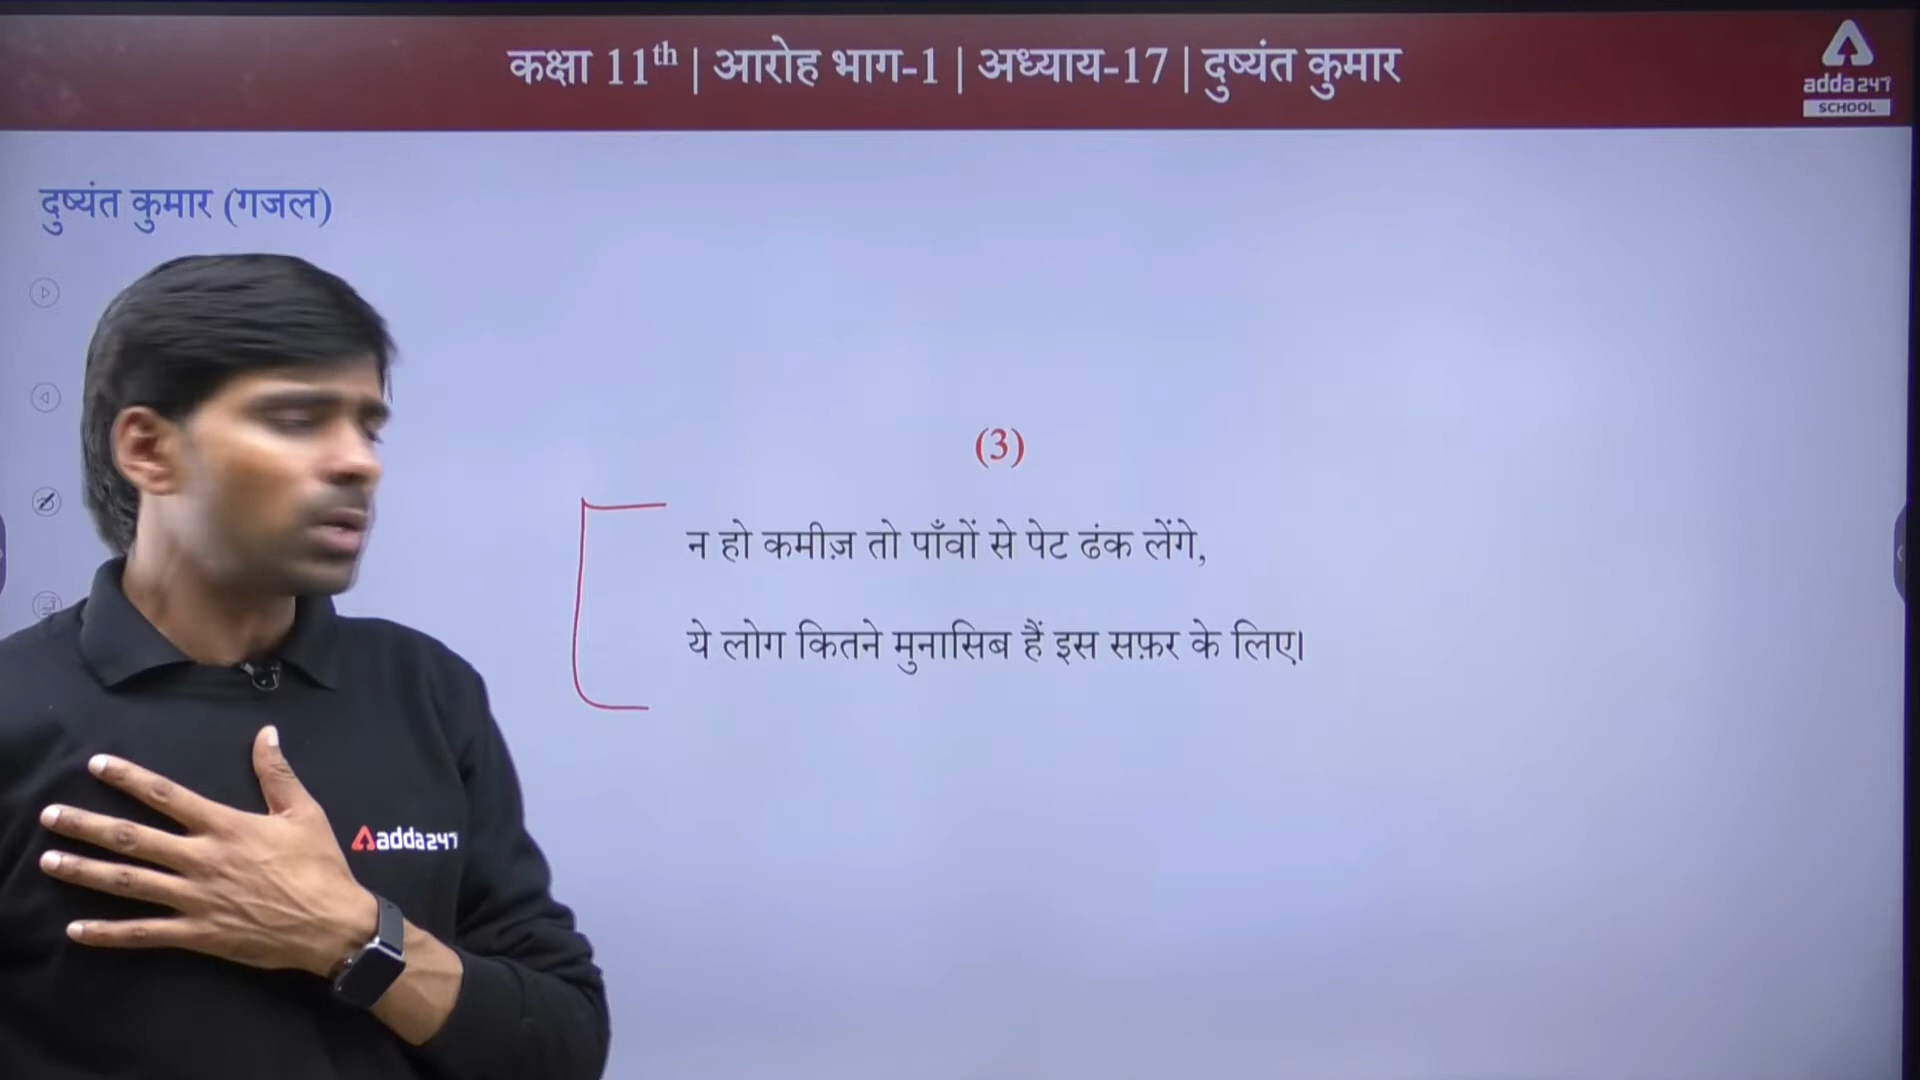 कक्षा 11th | आरोह भाग-1 | अध्याय-17 | दुष्यंत कुमार
adda247
SCHOOL
दुष्यंत कुमार (गजल)
(3)
न हो कमीज़ तो पाँवों से पेट ढंक लेंगे,
ये लोग कितने मुनासिब हैं इस सफ़र के लिए।
adda247